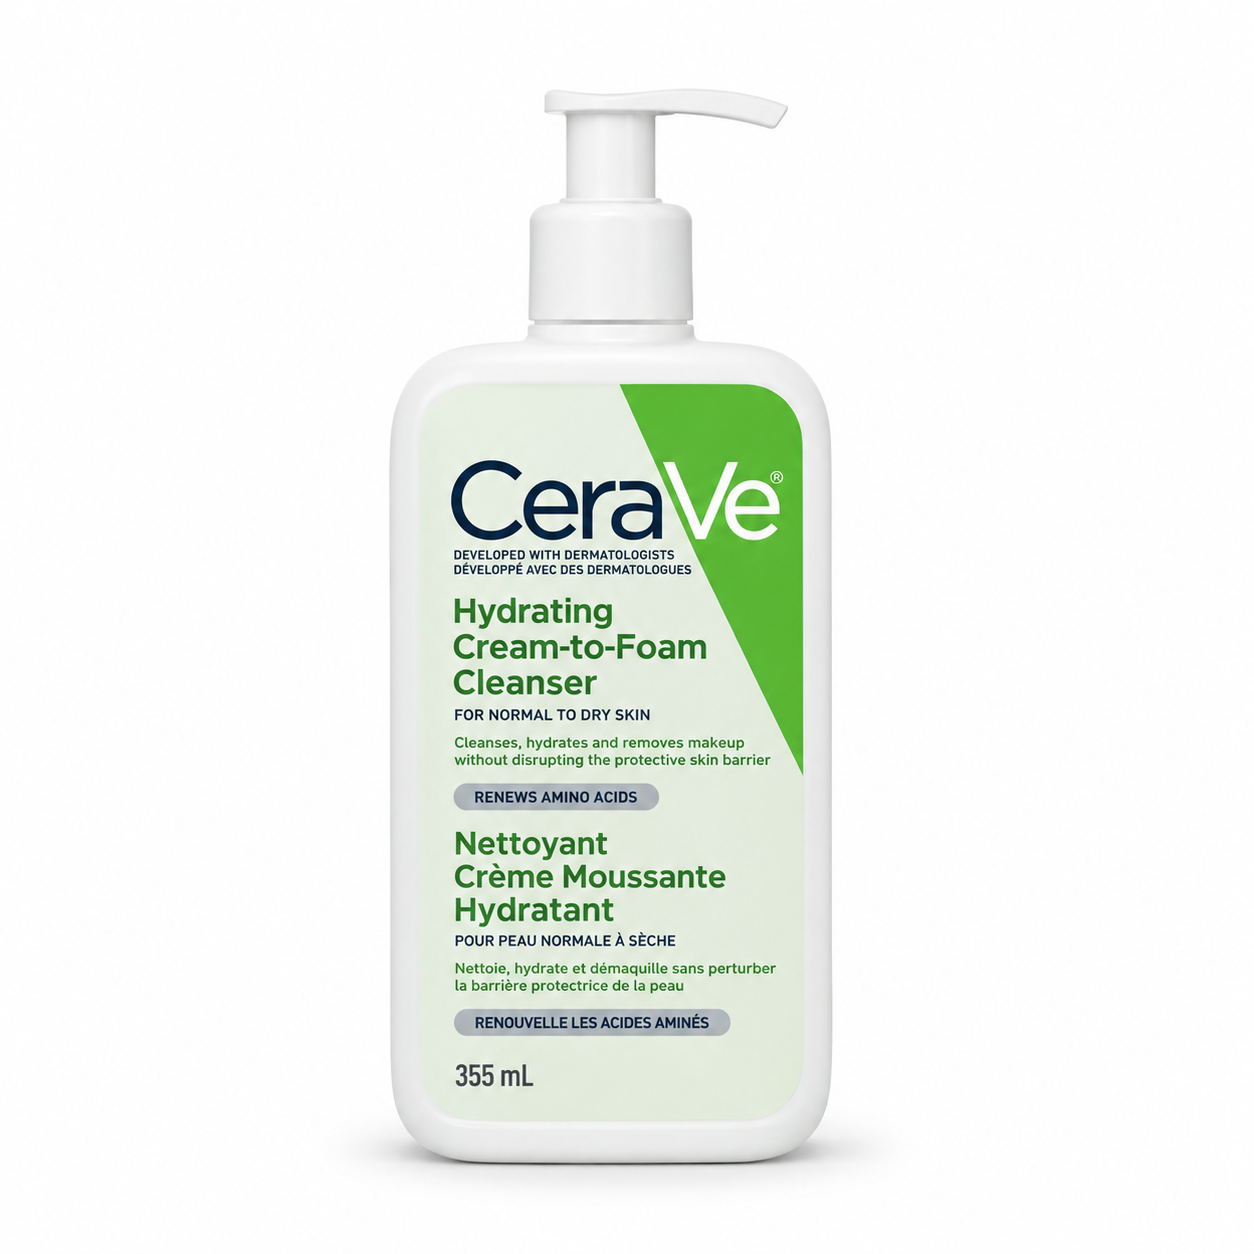 CeraVe®
DEVELOPED WITH DERMATOLOGISTS
DÉVELOPPÉ AVEC DES DERMATOLOGUES
Hydrating
Cream-to-Foam
Cleanser
FOR NORMAL TO DRY SKIN
Cleanses, hydrates and removes makeup
without disrupting the protective skin barrier
RENEWS AMINO ACIDS
Nettoyant
Crème Moussante
Hydratant
POUR PEAU NORMALE À SÈCHE
Nettoie, hydrate et démaquille sans perturber
la barrière protectrice de la peau
RENOUVELLE LES ACIDES AMINÉS
355 mL